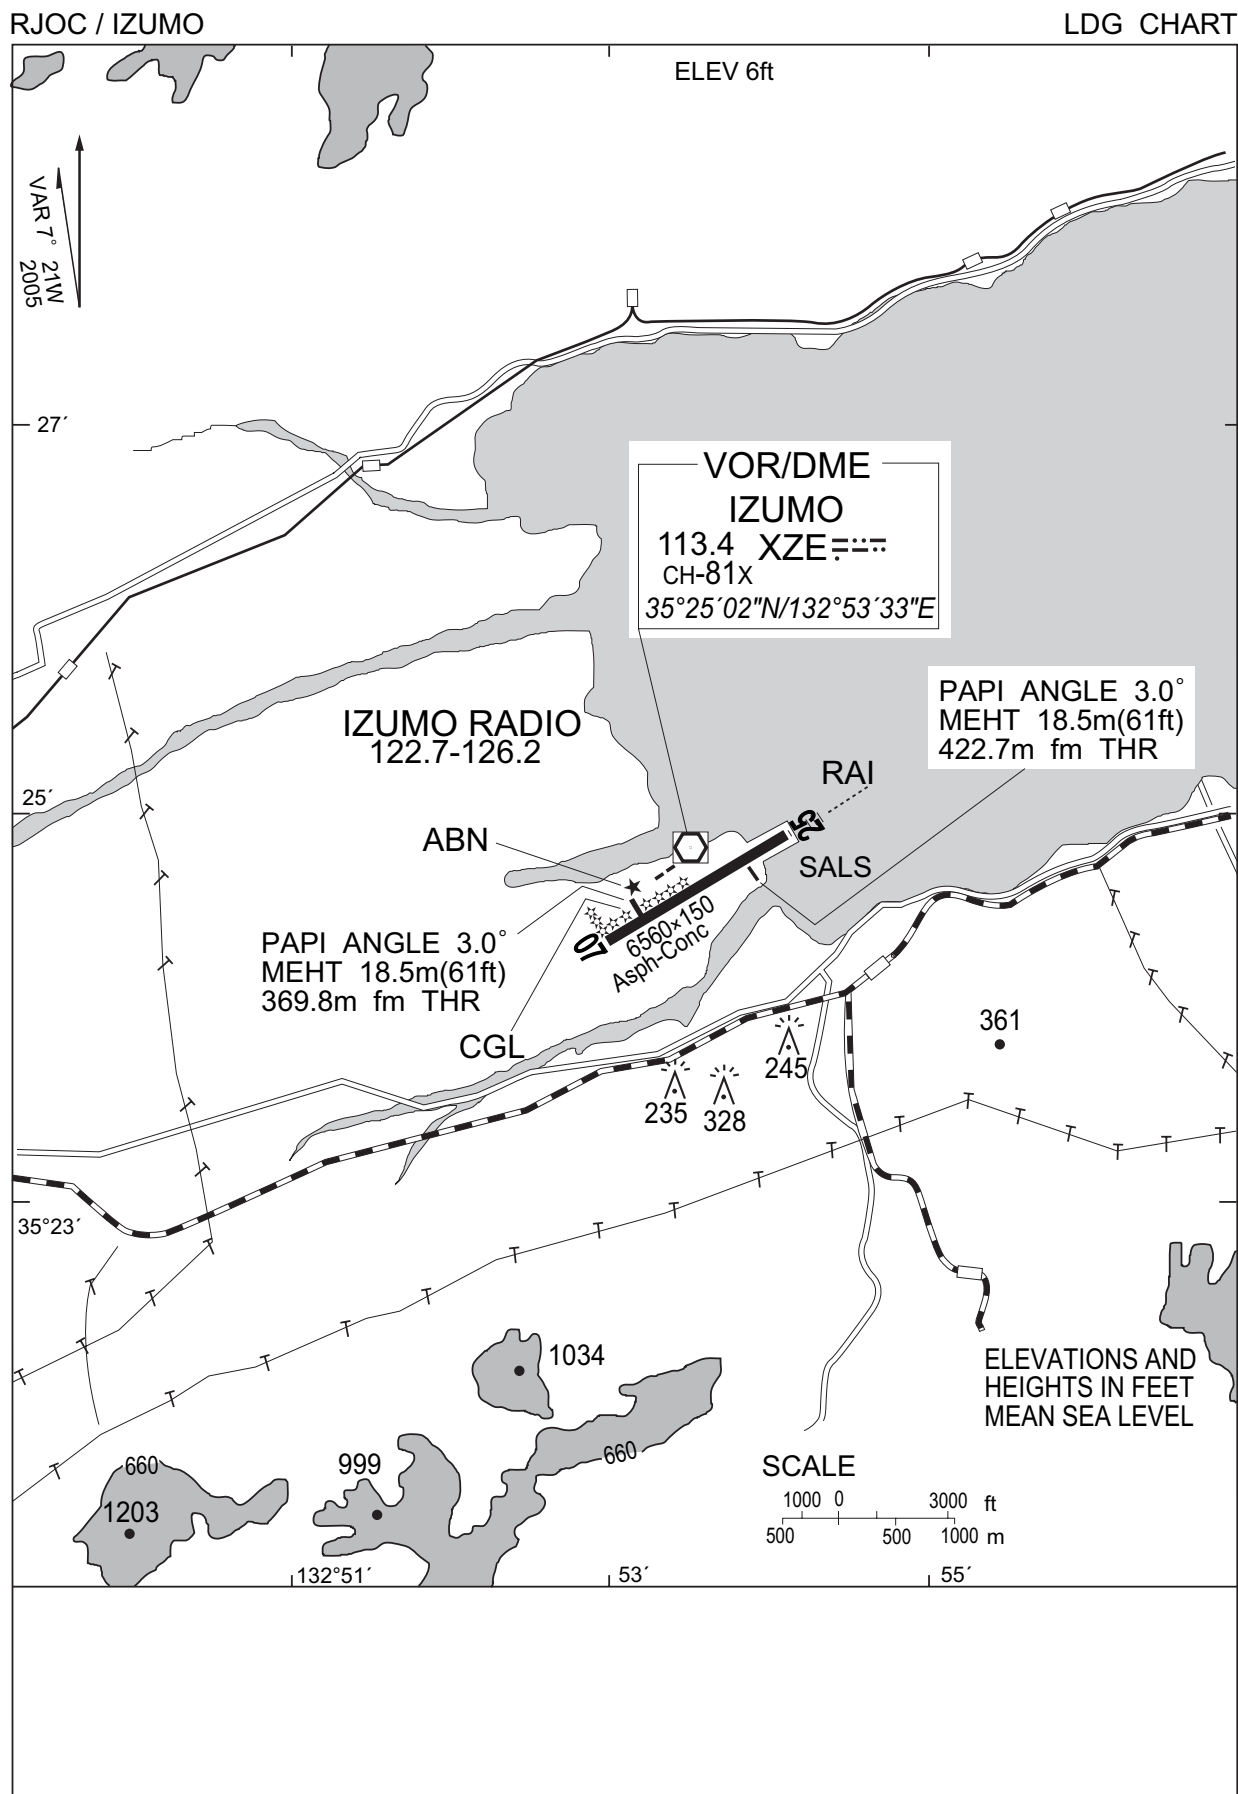 RJOC / IZUMO
LDG CHART
ELEV 6ft
VAR 7° 21W
2005
27´
VOR/DME
IZUMO
113.4 XZE
CH-81X
35°25´02"N/132°53´33"E
PAPI ANGLE 3.0°
MEHT 18.5m(61ft)
422.7m fm THR
IZUMO RADIO
122.7-126.2
RAI
25´
25
ABN
SALS
6560×150
Asph-Conc
07
PAPI ANGLE 3.0°
MEHT 18.5m(61ft)
369.8m fm THR
CGL
361
245
235
328
35°23´
1034
ELEVATIONS AND
HEIGHTS IN FEET
MEAN SEA LEVEL
660
999
660
1203
SCALE
1000 0 3000 ft
500 500 1000 m
132°51´
53´
55´